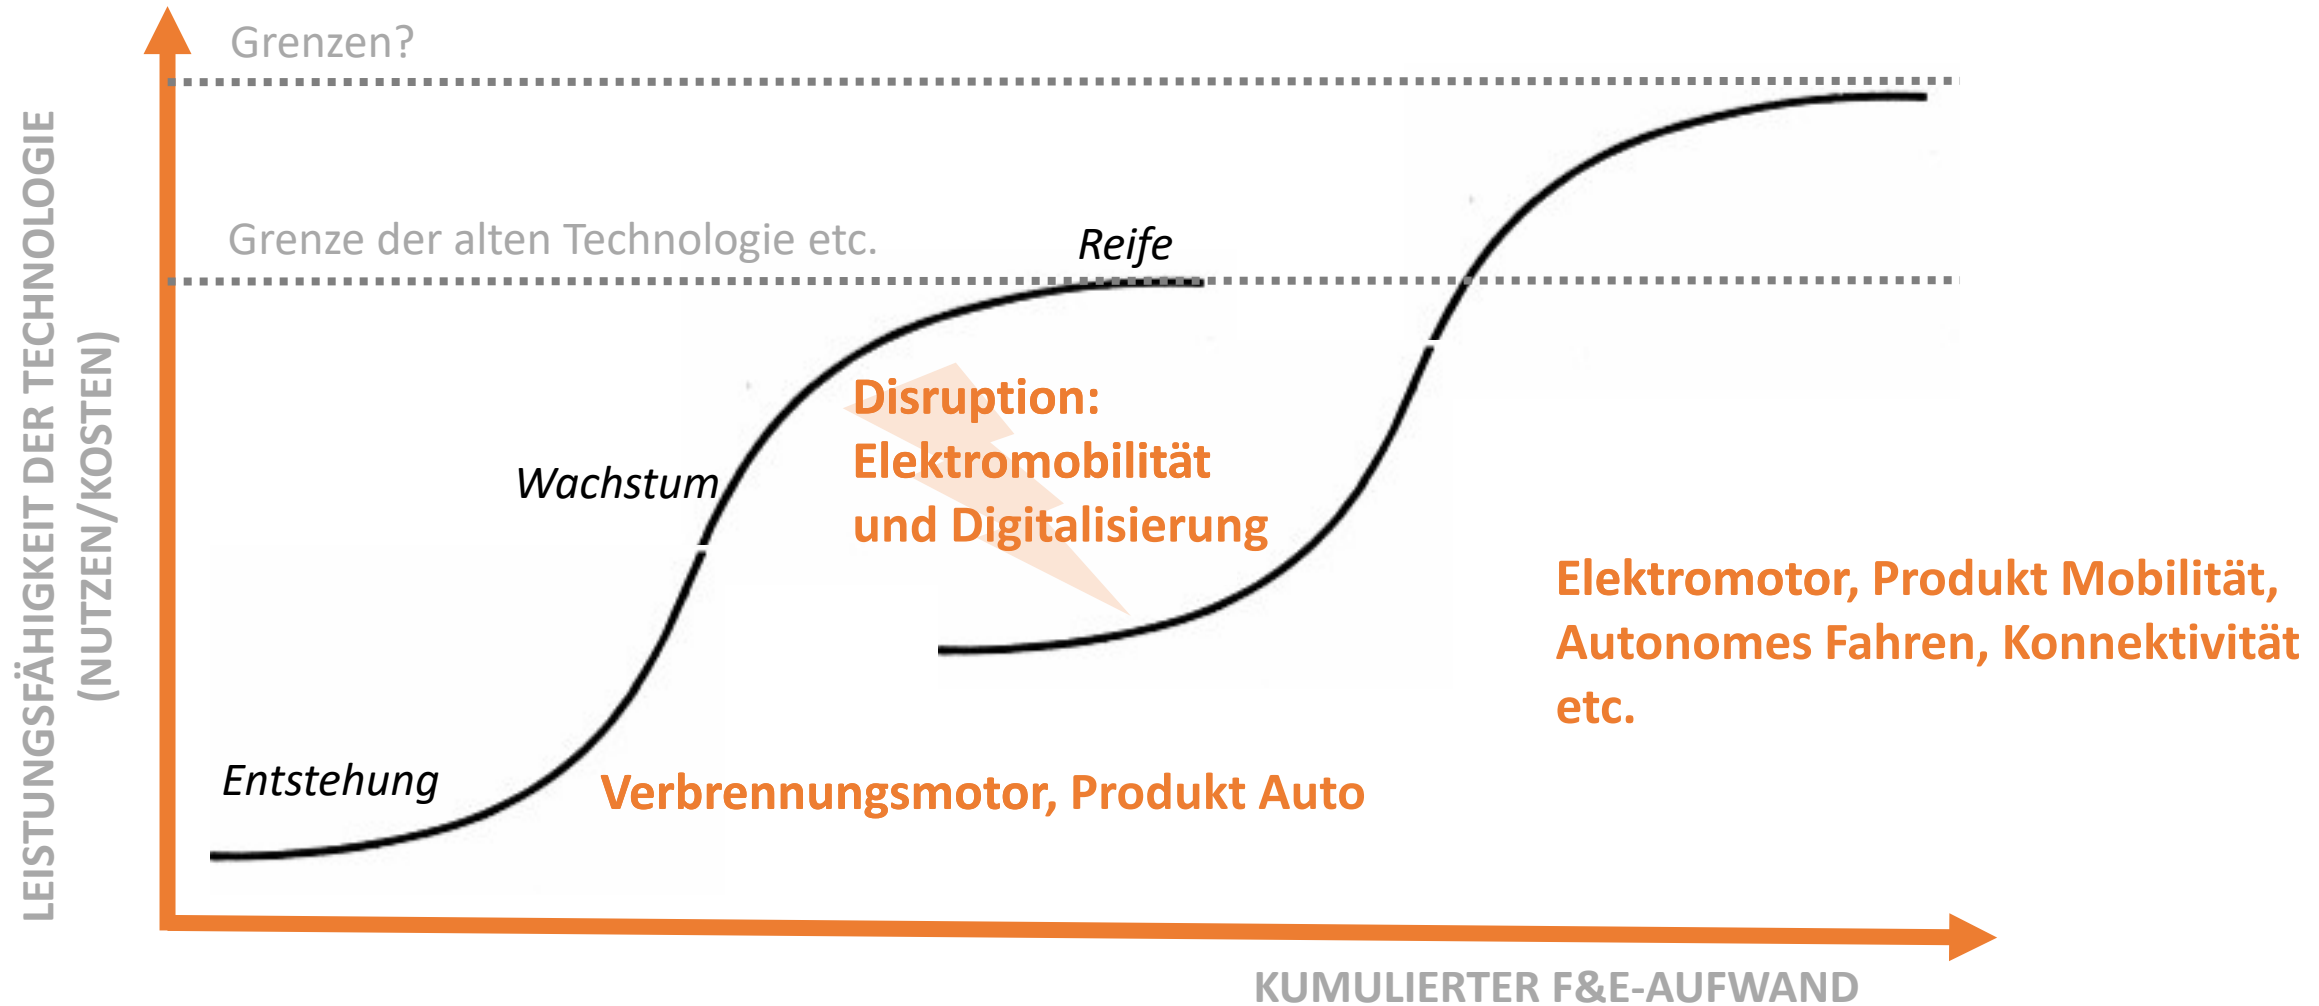 Grenzen?
Grenze der alten Technologie etc.
Reife
LEISTUNGSFÄHIGKEIT DER TECHNOLOGIE
(NUTZEN/KOSTEN)
Disruption:
Elektromobilität
und Digitalisierung
Wachstum
Elektromotor, Produkt Mobilität,
Autonomes Fahren, Konnektivität
etc.
Entstehung
Verbrennungsmotor, Produkt Auto
KUMULIERTER F&E-AUFWAND